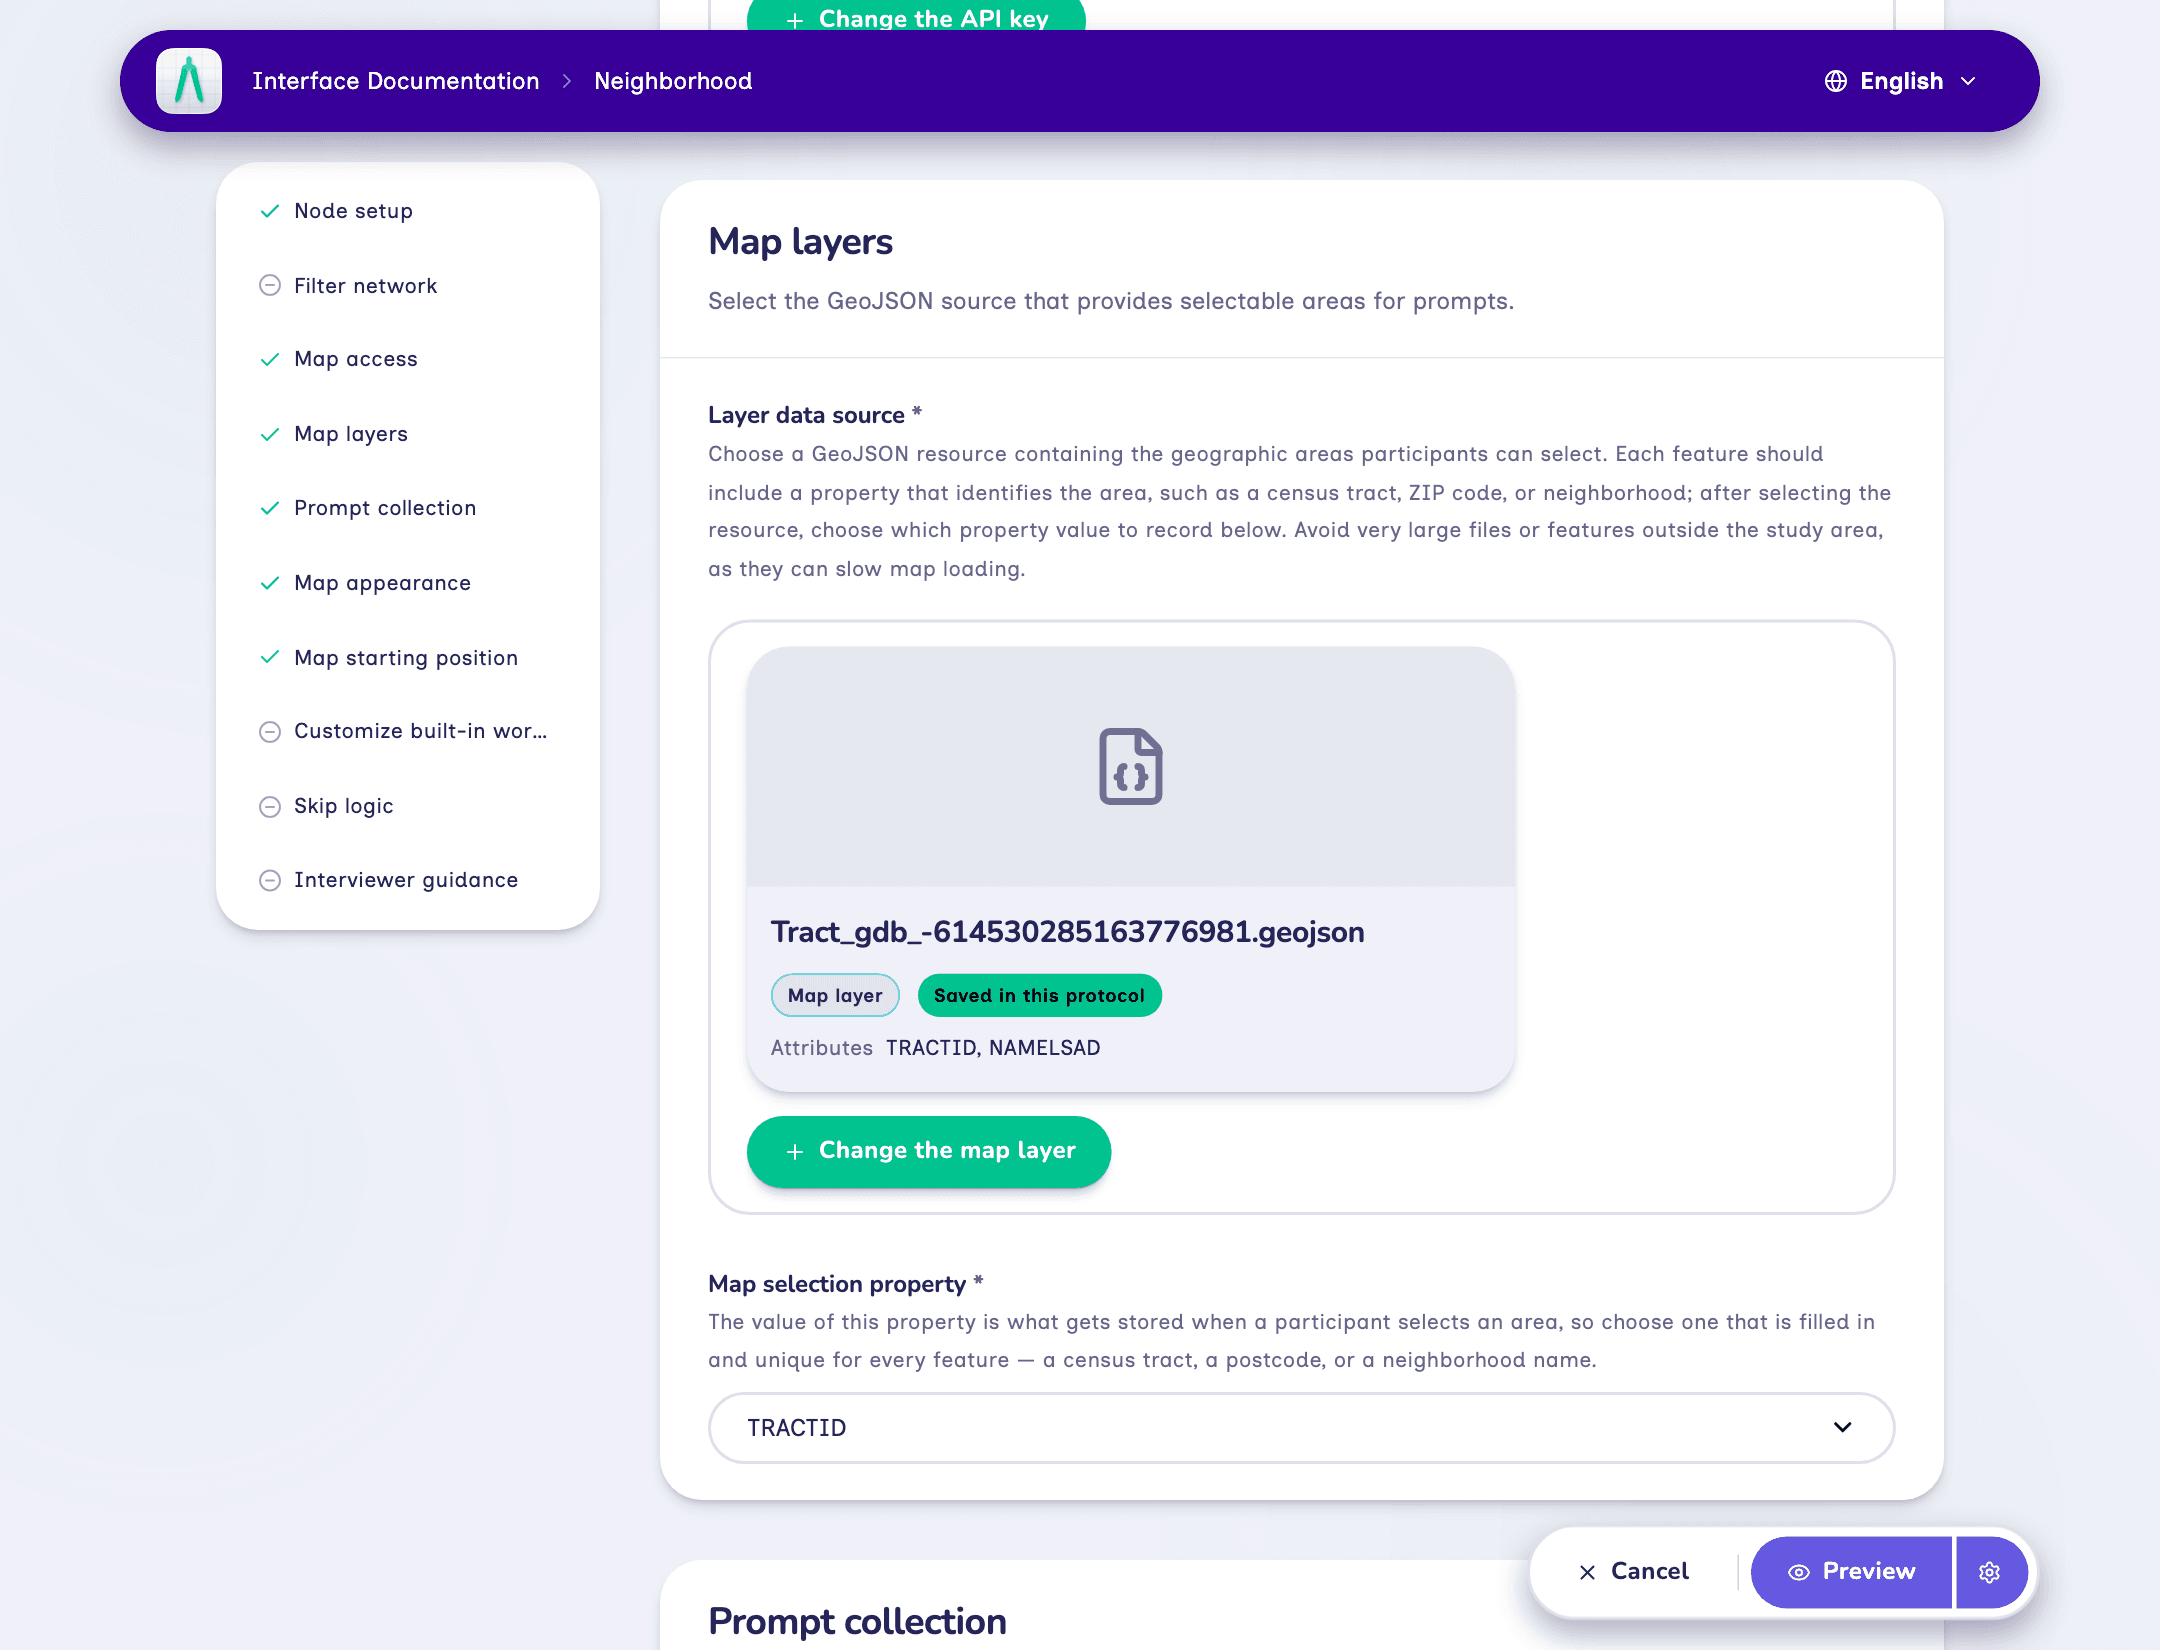 Change the API key
Interface Documentation
Neighborhood
English
Node setup
Filter network
Map access
Map layers
Prompt collection
Map appearance
Map starting position
Customize built-in wor...
Skip logic
Interviewer guidance
Map layers
Select the GeoJSON source that provides selectable areas for prompts.
Layer data source *
Choose a GeoJSON resource containing the geographic areas participants can select. Each feature should
include a property that identifies the area, such as a census tract, ZIP code, or neighborhood; after selecting the
resource, choose which property value to record below. Avoid very large files or features outside the study area,
as they can slow map loading.
Tract_gdb_-614530285163776981.geojson
Map layer
Saved in this protocol
Attributes TRACTID, NAMELSAD
Change the map layer
Map selection property *
The value of this property is what gets stored when a participant selects an area, so choose one that is filled in
and unique for every feature — a census tract, a postcode, or a neighborhood name.
TRACTID
Cancel
Preview
Prompt collection